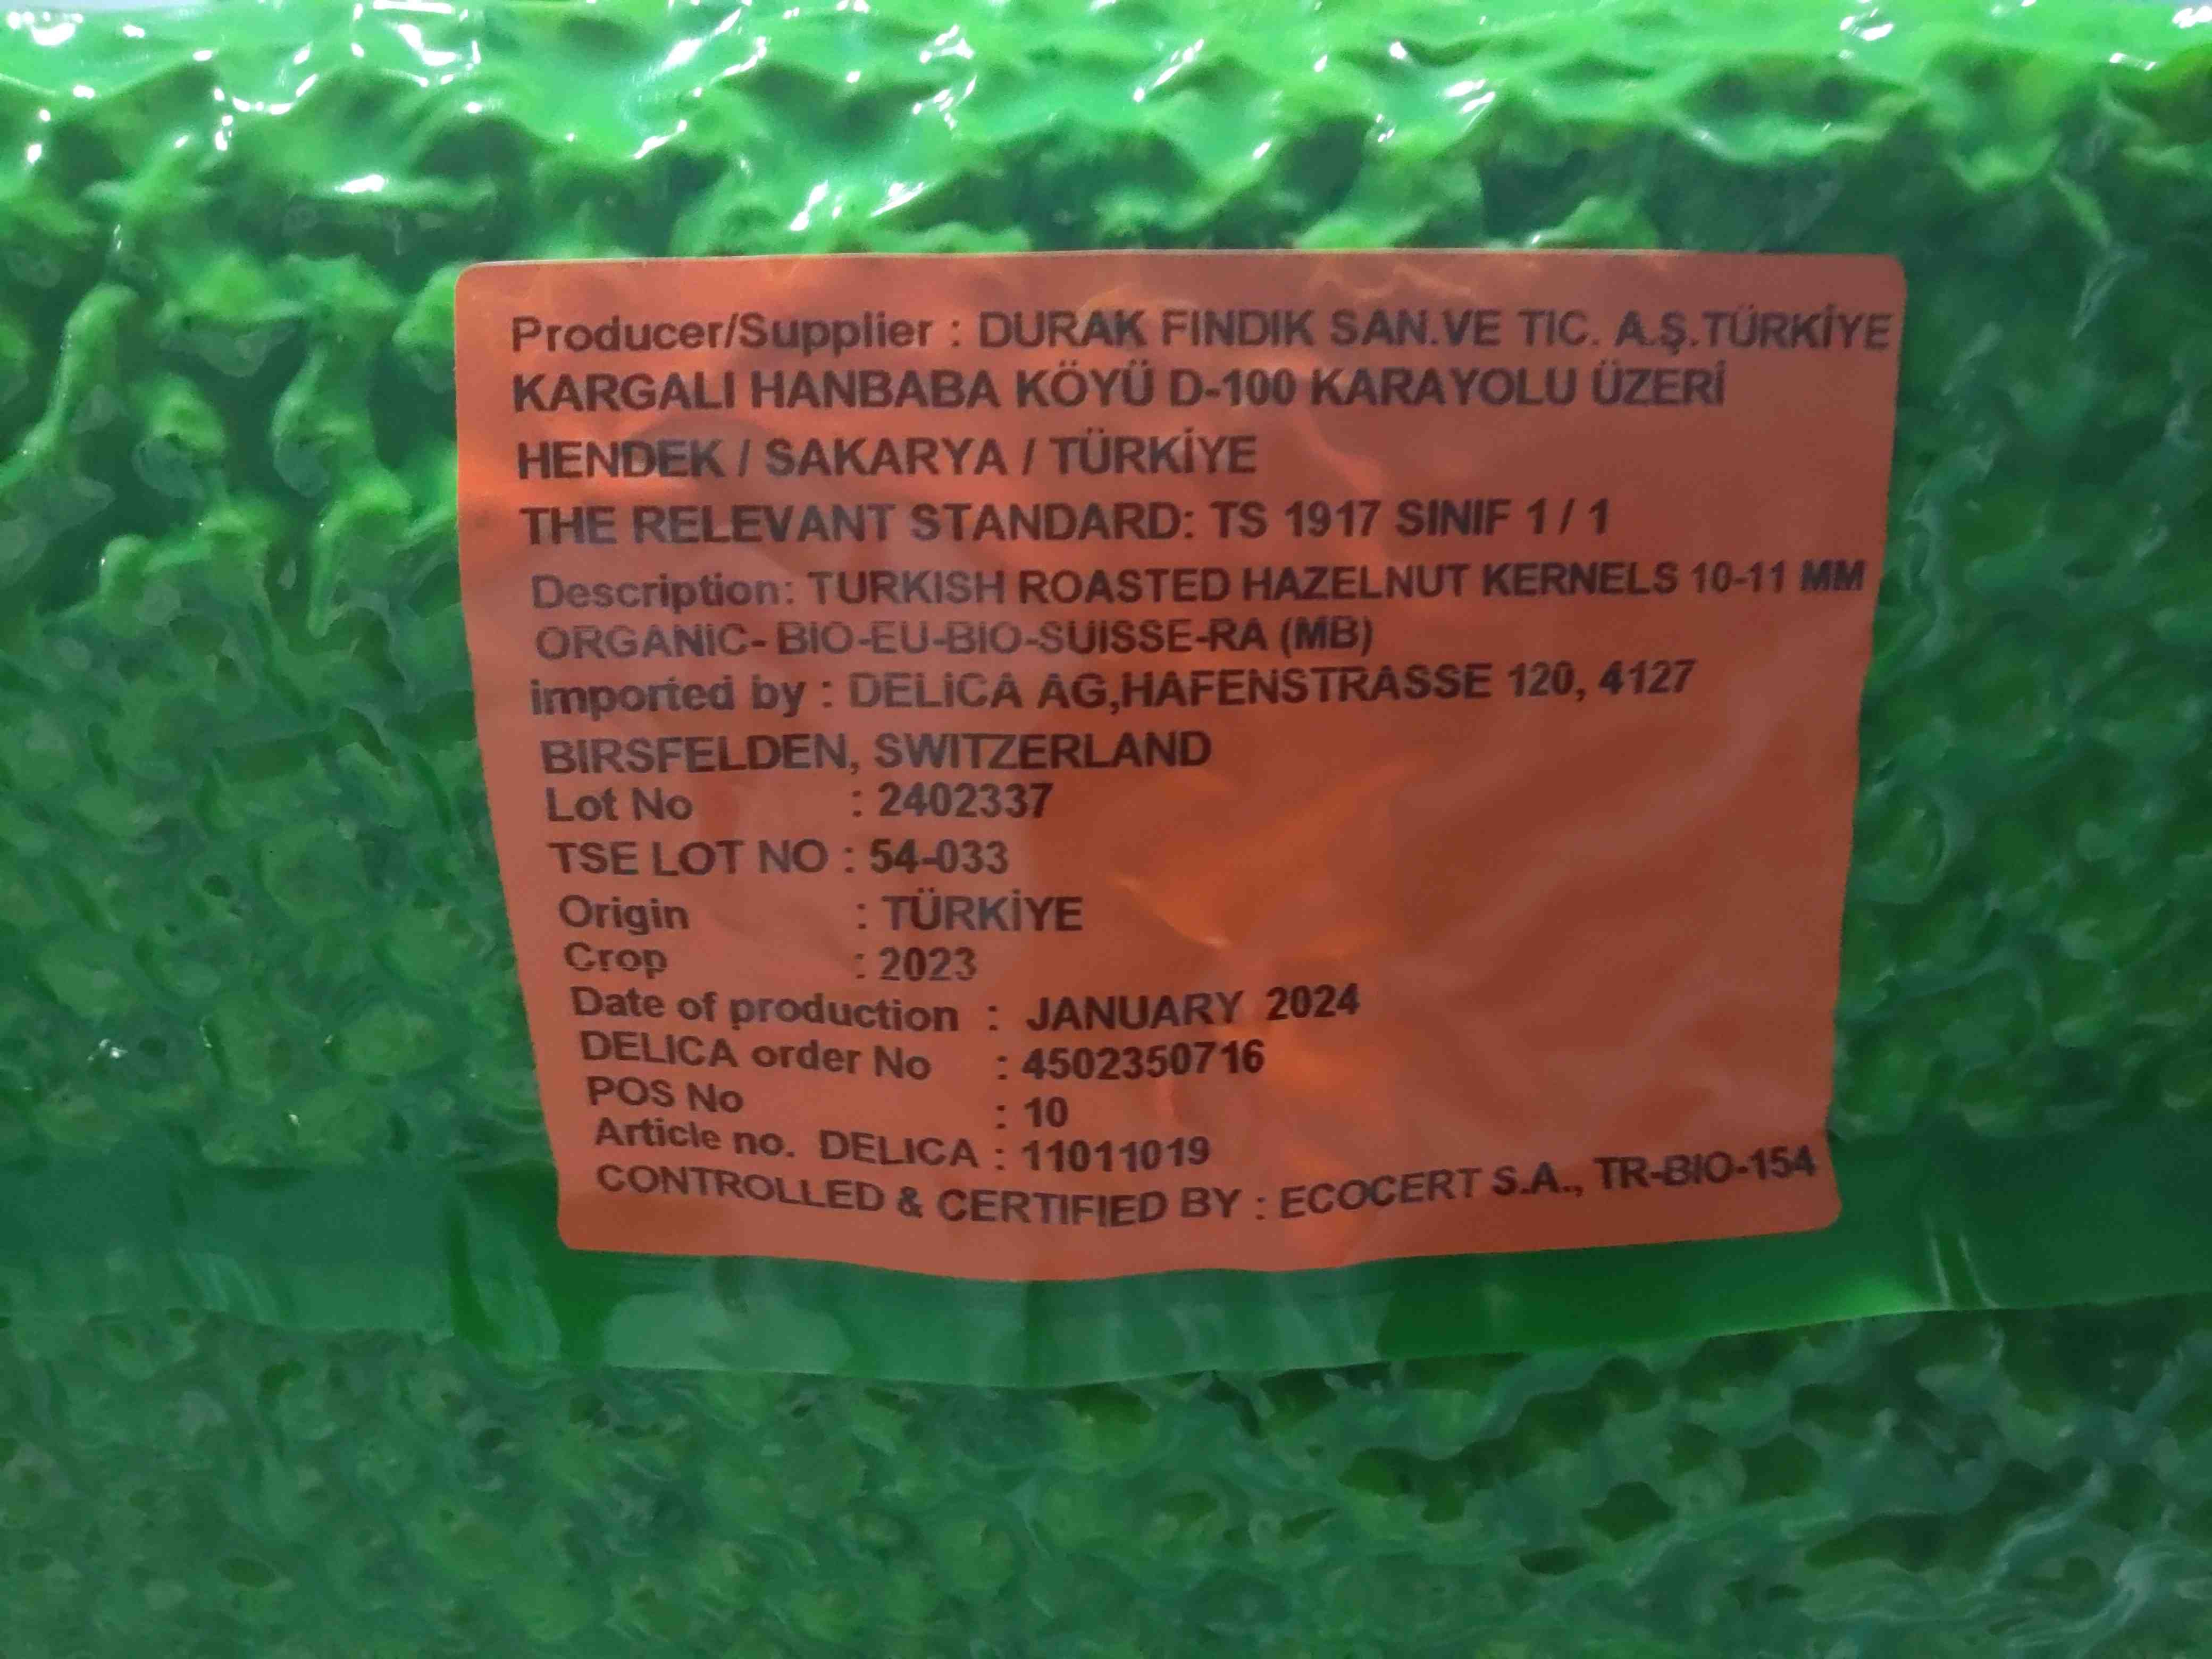 Producer/Supplier : DURAK FINDIK SAN.VE TIC. A.Ş.TÜRKİYE
KARGALI HANBABA KÖYÜ D-100 KARAYOLU ÜZERİ
HENDEK / SAKARYA / TÜRKİYE
THE RELEVANT STANDARD: TS 1917 SINIF 1 / 1
Description: TURKISH ROASTED HAZELNUT KERNELS 10-11 MM
ORGANİC- BIO-EU-BIO-SUISSE-RA (MB)
imported by : DELİCA AG,HAFENSTRASSE 120, 4127
BIRSFELDEN, SWITZERLAND
Lot No : 2402337
TSE LOT NO : 54-033
Origin : TÜRKİYE
Crop : 2023
Date of production : JANUARY 2024
DELICA order No : 4502350716
POS No : 10
Article no. DELICA : 11011019
CONTROLLED & CERTIFIED BY : ECOCERT S.A., TR-BIO-154